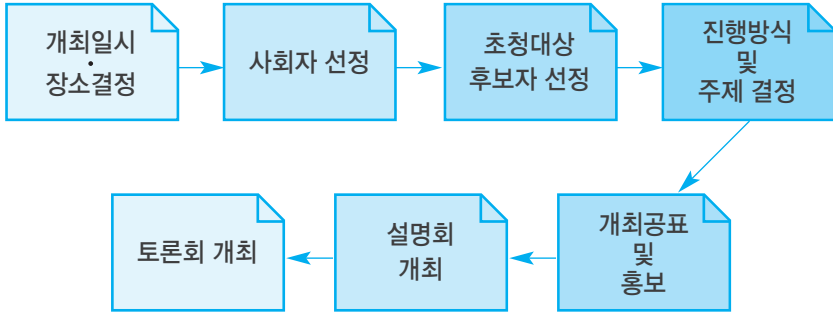 개최일시
·
장소결정
사회자 선정
초청대상
후보자 선정
진행방식
및
주제 결정
개최공표
및
홍보
설명회
개최
토론회 개최